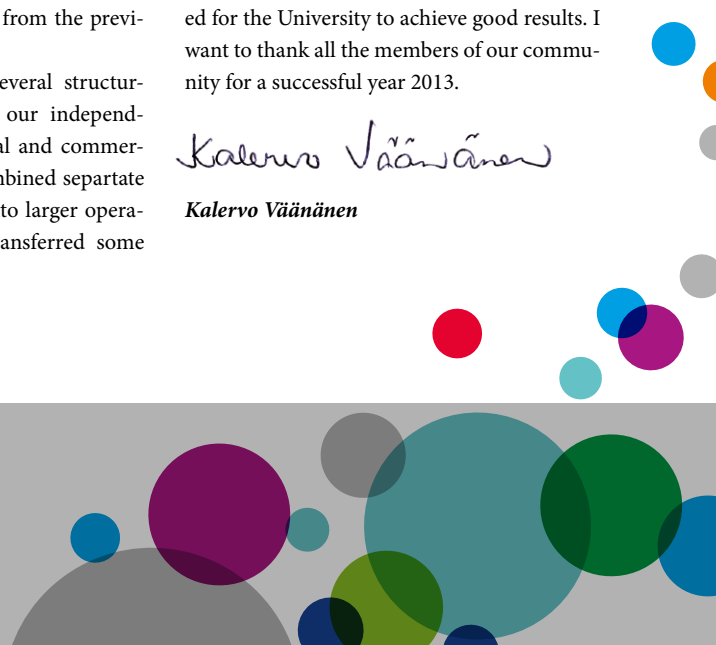 from the previ-
everal structur-
our independ-
al and commer-
nbined separtate
to larger opera-
ansferred some
ed for the University to achieve good results. I
want to thank all the members of our commu-
nity for a successful year 2013.
Kalervo Väänänen
Kalervo Väänänen